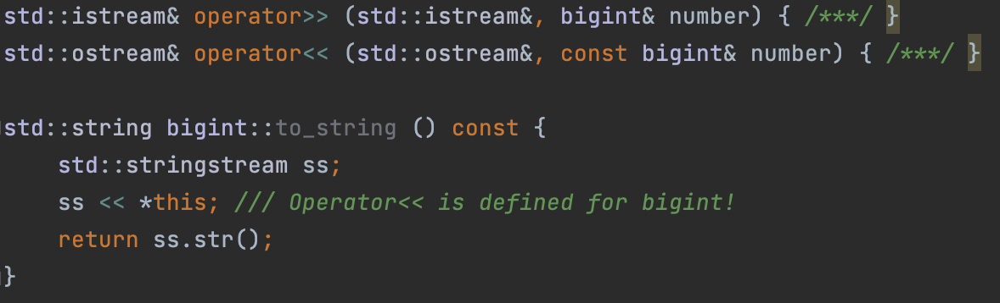 std::istream& operator>> (std::istream&, bigint& number) { /***/ }
std::ostream& operator<< (std::ostream&, const bigint& number) { /***/ }
std::string bigint::to_string () const {
std::stringstream ss;
ss << *this; /// Operator<< is defined for bigint!
return ss.str();
}